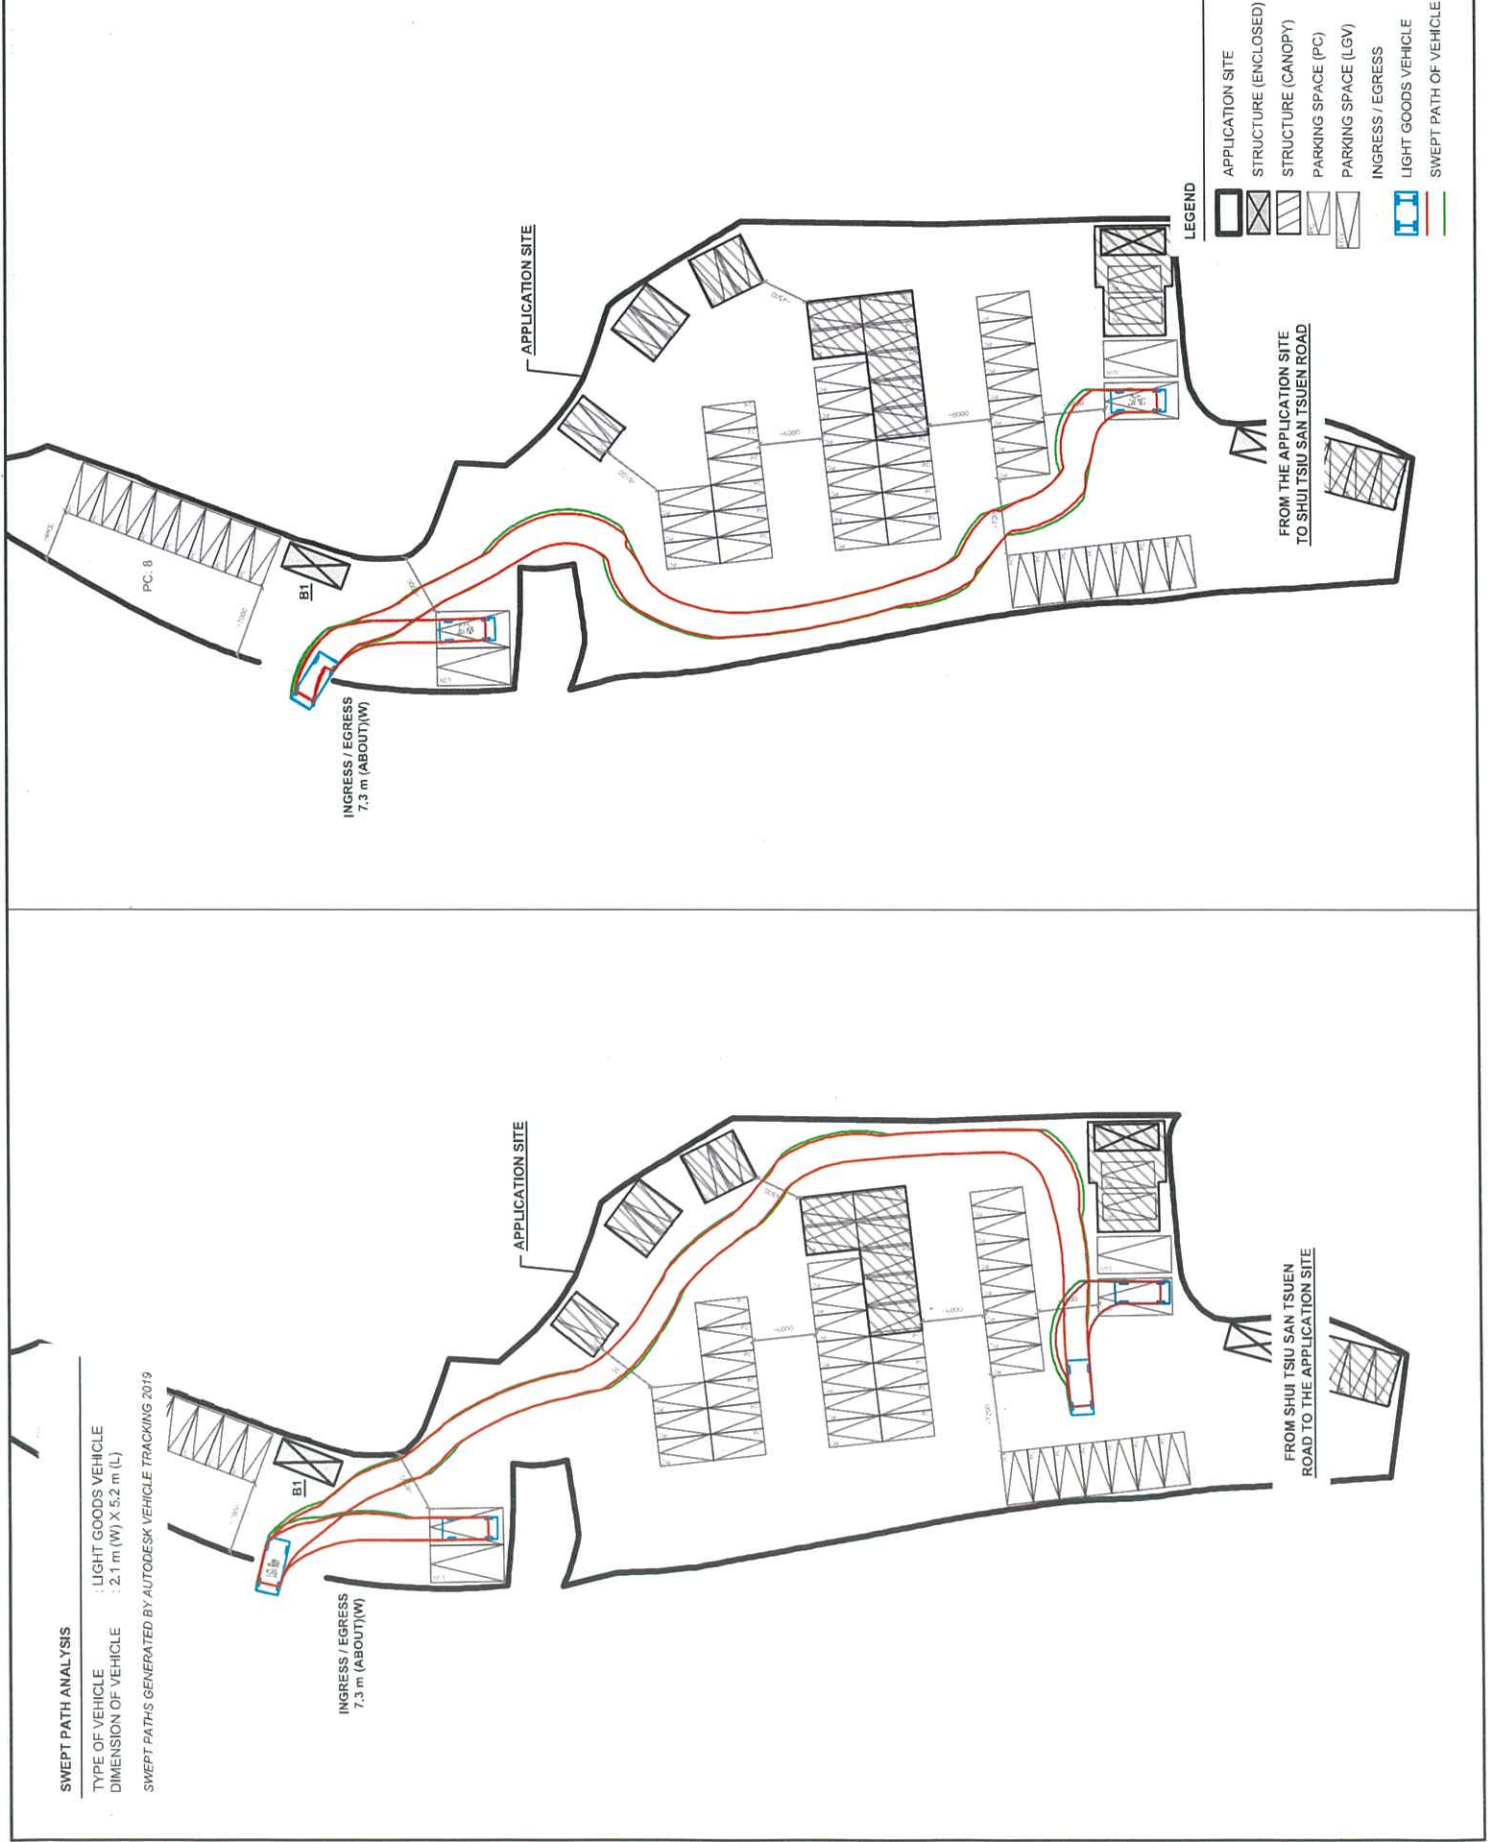 SWEPT PATH ANALYSIS
TYPE OF VEHICLE : LIGHT GOODS VEHICLE
DIMENSION OF VEHICLE : 2.1 m (W) X 5.2 m (L)
SWEPT PATHS GENERATED BY AUTODESK VEHICLE TRACKING 2019
B1
INGRESS / EGRESS
7.3 m (ABOUT)(W)
APPLICATION SITE
FROM SHUI TSIU SAN TSUEN
ROAD TO THE APPLICATION SITE
PC: 8
B1
INGRESS / EGRESS
7.3 m (ABOUT)(W)
APPLICATION SITE
FROM THE APPLICATION SITE
TO SHUI TSIU SAN TSUEN ROAD
LEGEND
APPLICATION SITE
STRUCTURE (ENCLOSED)
STRUCTURE (CANOPY)
PARKING SPACE (PC)
PARKING SPACE (LGV)
INGRESS / EGRESS
LIGHT GOODS VEHICLE
SWEPT PATH OF VEHICLE